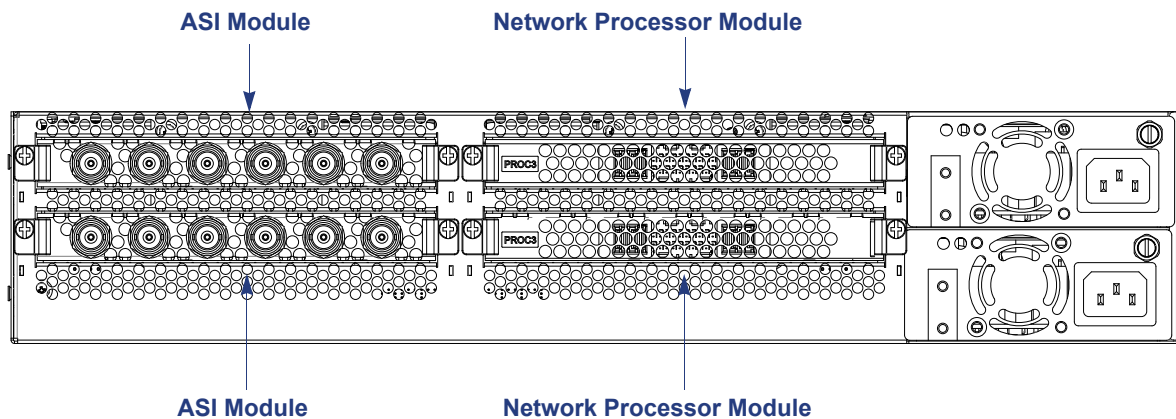 ASI Module
Network Processor Module
PROC3
PROC3
ASI Module
Network Processor Module